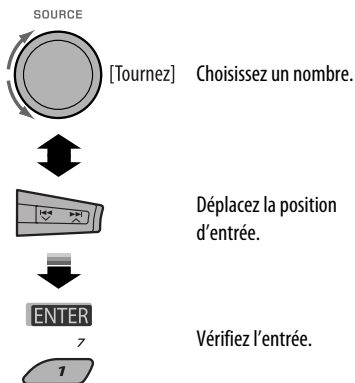 SOURCE
[Tournez] Choisissez un nombre.
Déplacez la position
d'entrée.
ENTER
7
Vérifiez l'entrée.
1